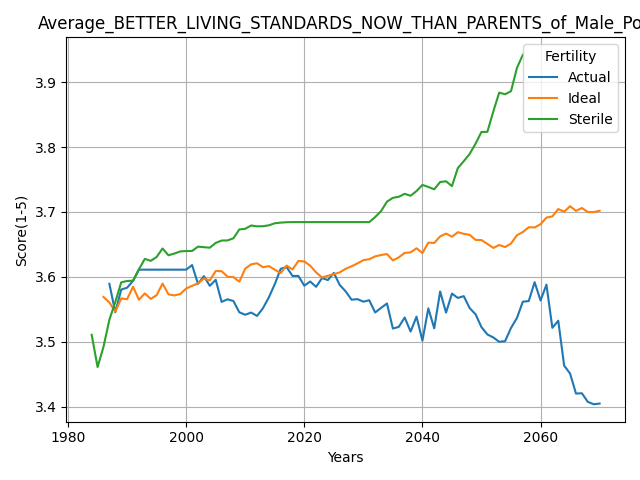 Average_BETTER_LIVING_STANDARDS_NOW_THAN_PARENTS_of_Male_Po
Fertility
Actual
Ideal
Sterile
Score(1-5)
3.9
3.8
3.7
3.6
3.5
3.4
1980 2000 2020 2040 2060
Years